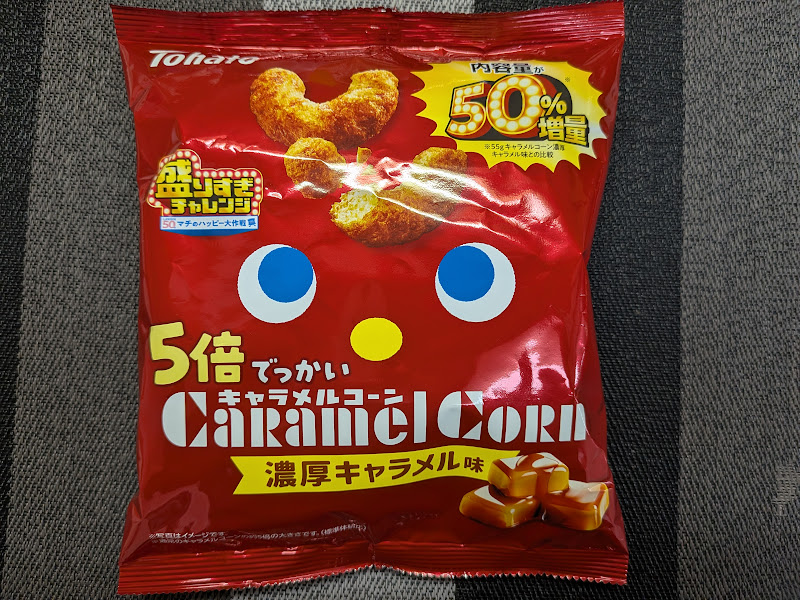 Tohato
内容量が
50%
増量
※55gキャラメルコーン濃厚
キャラメル味との比較
盛りすぎ
チャレンジ
50 マチのハッピー大作戦
5倍でっかい
キャラメルコーン
Caramel Corn
濃厚キャラメル味
※写真はイメージです